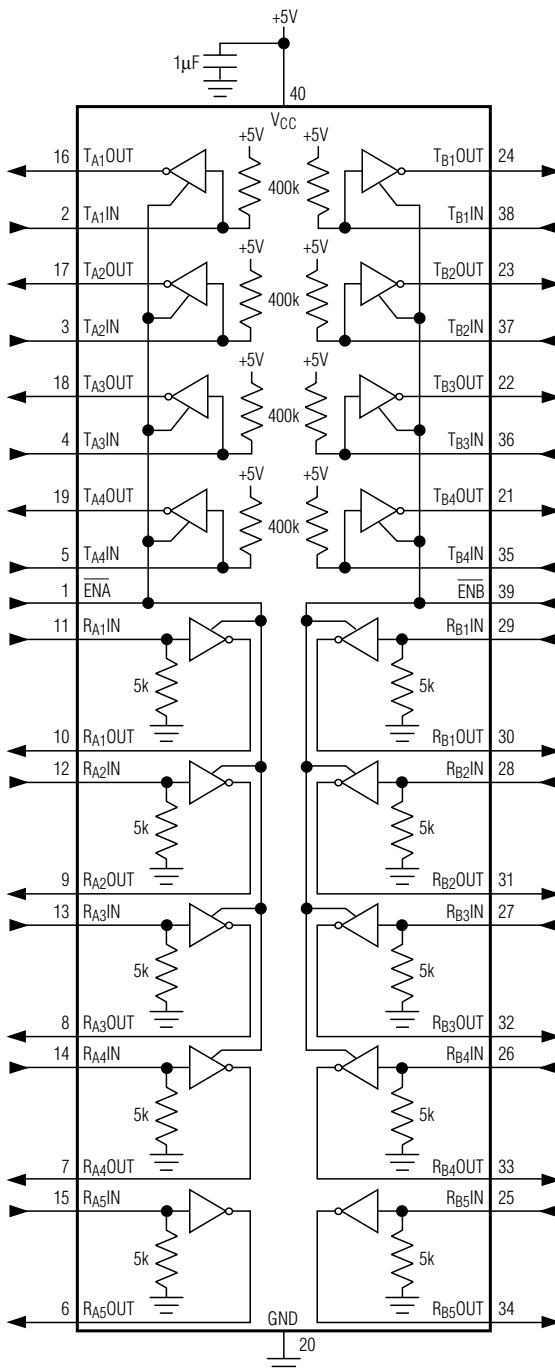 +5V
1µF
40
VCC
16 TA1OUT +5V +5V TB1OUT 24
400k
2 TA1IN TB1IN 38
17 TA2OUT +5V +5V TB2OUT 23
400k
3 TA2IN TB2IN 37
18 TA3OUT +5V +5V TB3OUT 22
400k
4 TA3IN TB3IN 36
19 TA4OUT +5V +5V TB4OUT 21
400k
5 TA4IN TB4IN 35
1 E̅N̅A̅ E̅N̅B̅ 39
11 RA1IN RB1IN 29
5k 5k
10 RA1OUT RB1OUT 30
12 RA2IN RB2IN 28
5k 5k
9 RA2OUT RB2OUT 31
13 RA3IN RB3IN 27
5k 5k
8 RA3OUT RB3OUT 32
14 RA4IN RB4IN 26
5k 5k
7 RA4OUT RB4OUT 33
15 RA5IN RB5IN 25
5k 5k
6 RA5OUT GND RB5OUT 34
20